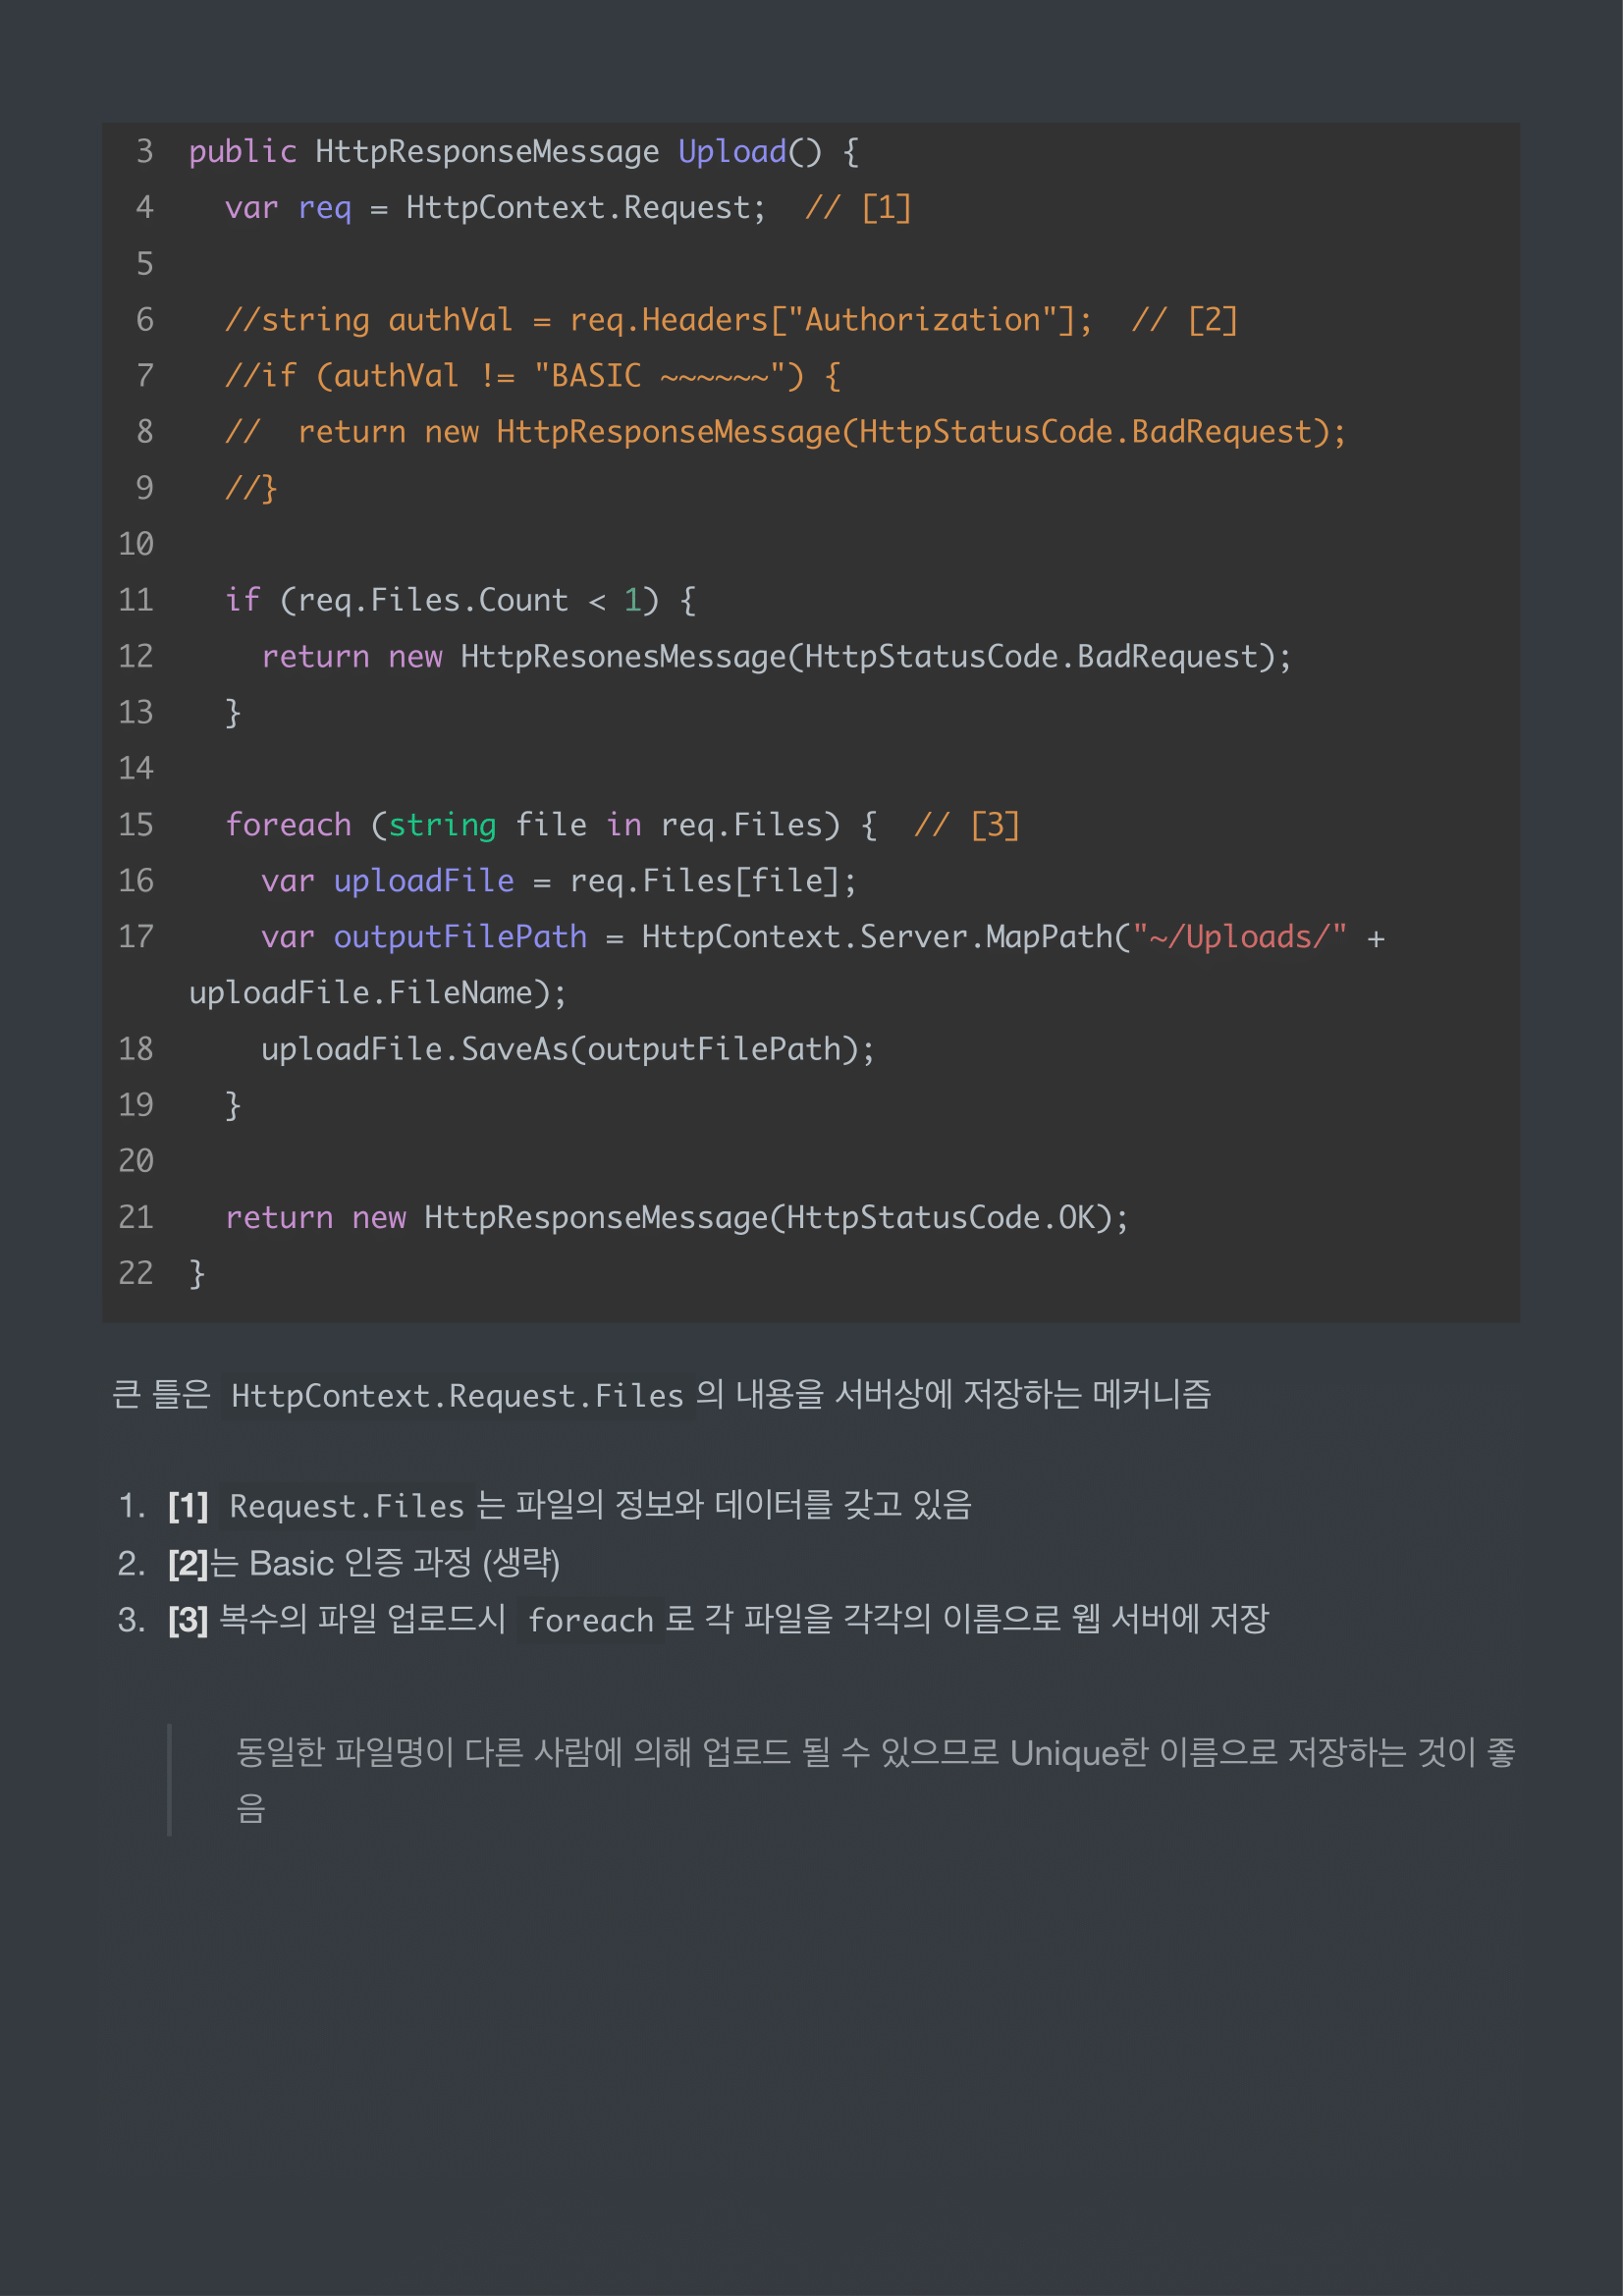 3 public HttpResponseMessage Upload() {
4   var req = HttpContext.Request;  // [1]
5
6   //string authVal = req.Headers["Authorization"];  // [2]
7   //if (authVal != "BASIC ~~~~~~") {
8   //  return new HttpResponseMessage(HttpStatusCode.BadRequest);
9   //}
10
11   if (req.Files.Count < 1) {
12     return new HttpResonesMessage(HttpStatusCode.BadRequest);
13   }
14
15   foreach (string file in req.Files) {  // [3]
16     var uploadFile = req.Files[file];
17     var outputFilePath = HttpContext.Server.MapPath("~/Uploads/" +
uploadFile.FileName);
18     uploadFile.SaveAs(outputFilePath);
19   }
20
21   return new HttpResponseMessage(HttpStatusCode.OK);
22 }
큰 틀은 HttpContext.Request.Files 의 내용을 서버상에 저장하는 메커니즘
1. [1] Request.Files 는 파일의 정보와 데이터를 갖고 있음
2. [2]는 Basic 인증 과정 (생략)
3. [3] 복수의 파일 업로드시 foreach 로 각 파일을 각각의 이름으로 웹 서버에 저장
동일한 파일명이 다른 사람에 의해 업로드 될 수 있으므로 Unique한 이름으로 저장하는 것이 좋
음